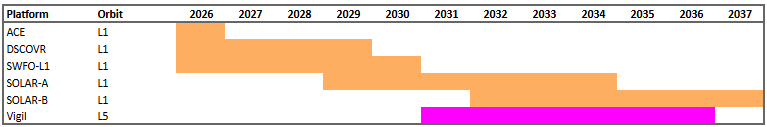 Platform Orbit 2026 2027 2028 2029 2030 2031 2032 2033 2034 2035 2036 2037
ACE L1
DSCOVR L1
SWFO-L1 L1
SOLAR-A L1
SOLAR-B L1
Vigil L5